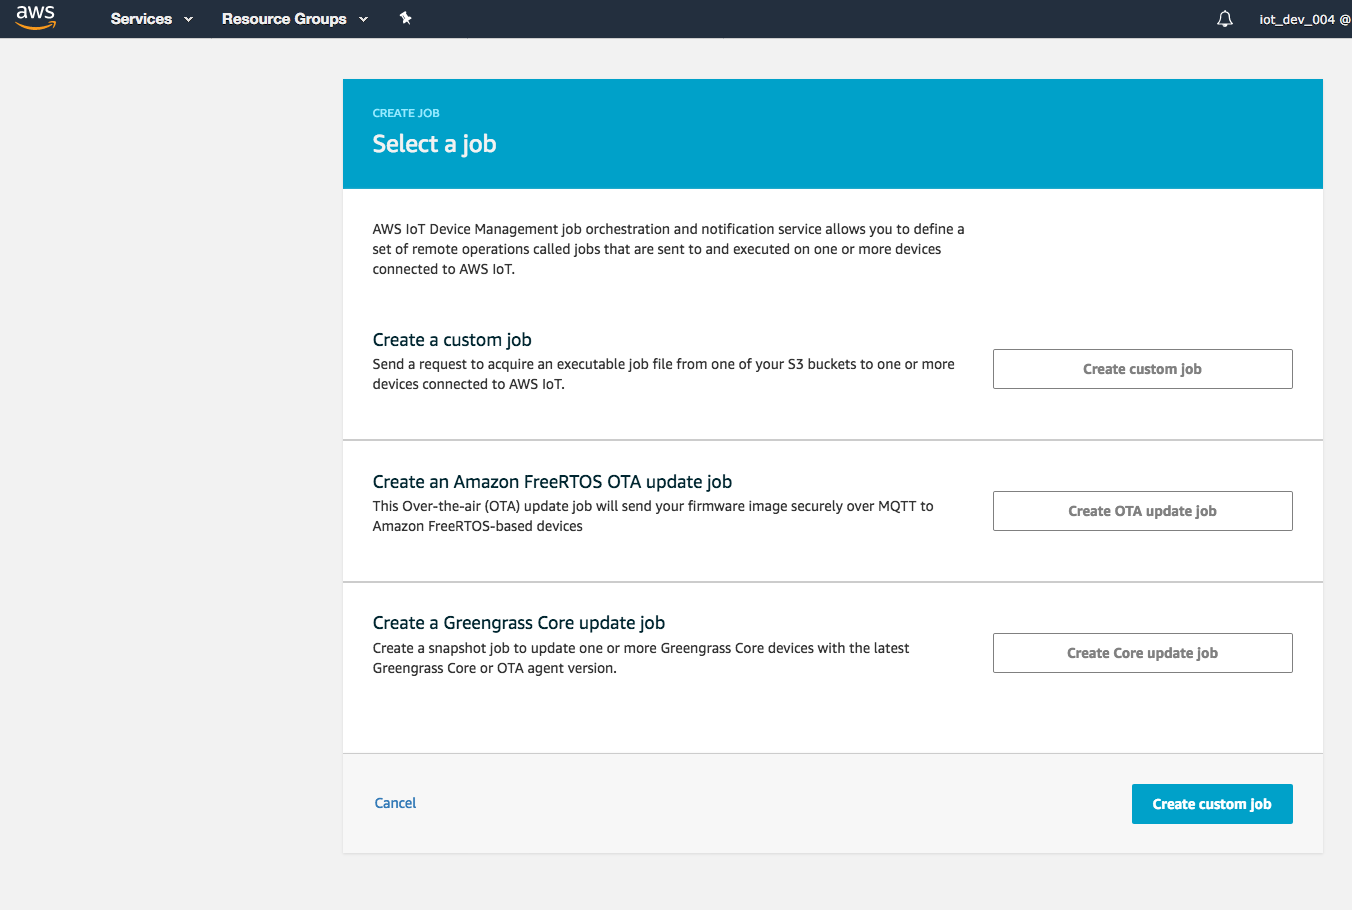 aws
Services
Resource Groups
iot_dev_004 @
CREATE JOB
Select a job
AWS IoT Device Management job orchestration and notification service allows you to define a
set of remote operations called jobs that are sent to and executed on one or more devices
connected to AWS IoT.
Create a custom job
Send a request to acquire an executable job file from one of your S3 buckets to one or more
devices connected to AWS IoT.
Create custom job
Create an Amazon FreeRTOS OTA update job
This Over-the-air (OTA) update job will send your firmware image securely over MQTT to
Amazon FreeRTOS-based devices
Create OTA update job
Create a Greengrass Core update job
Create a snapshot job to update one or more Greengrass Core devices with the latest
Greengrass Core or OTA agent version.
Create Core update job
Cancel
Create custom job